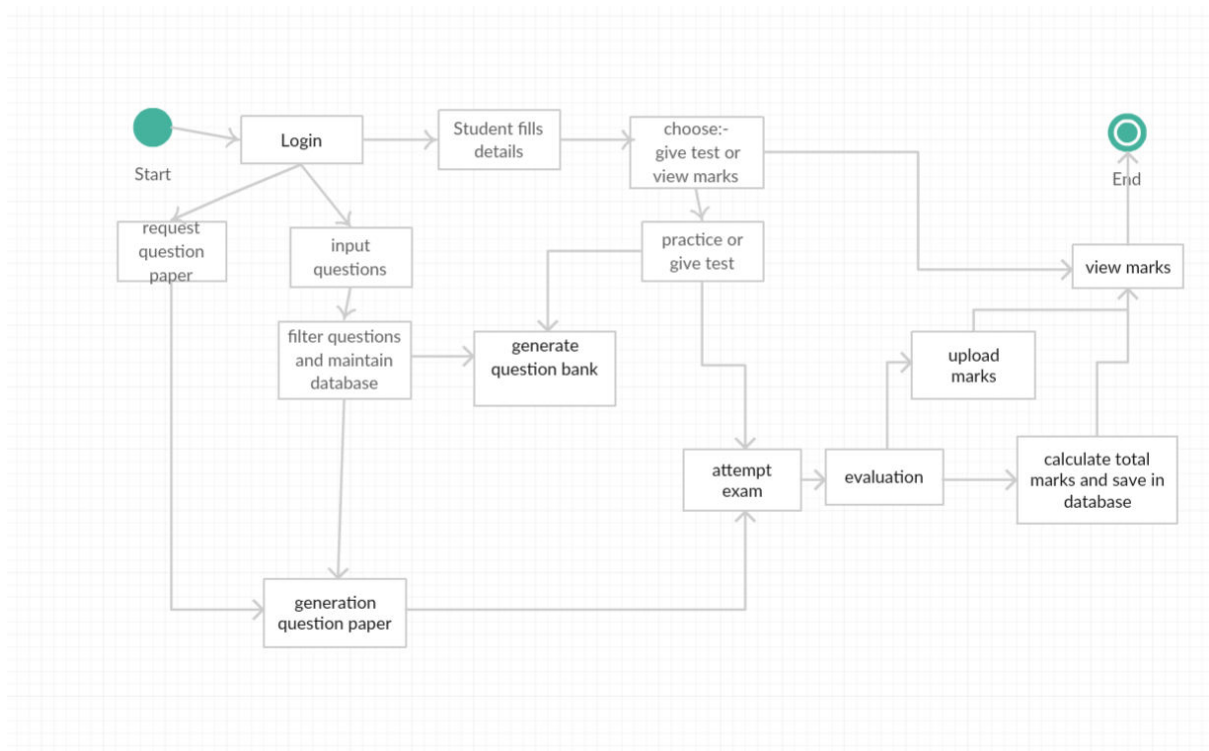 Start
Login
Student fills
details
choose:-
give test or
view marks
End
request
question
paper
input
questions
practice or
give test
view marks
filter questions
and maintain
database
generate
question bank
upload
marks
attempt
exam
evaluation
calculate total
marks and save in
database
generation
question paper